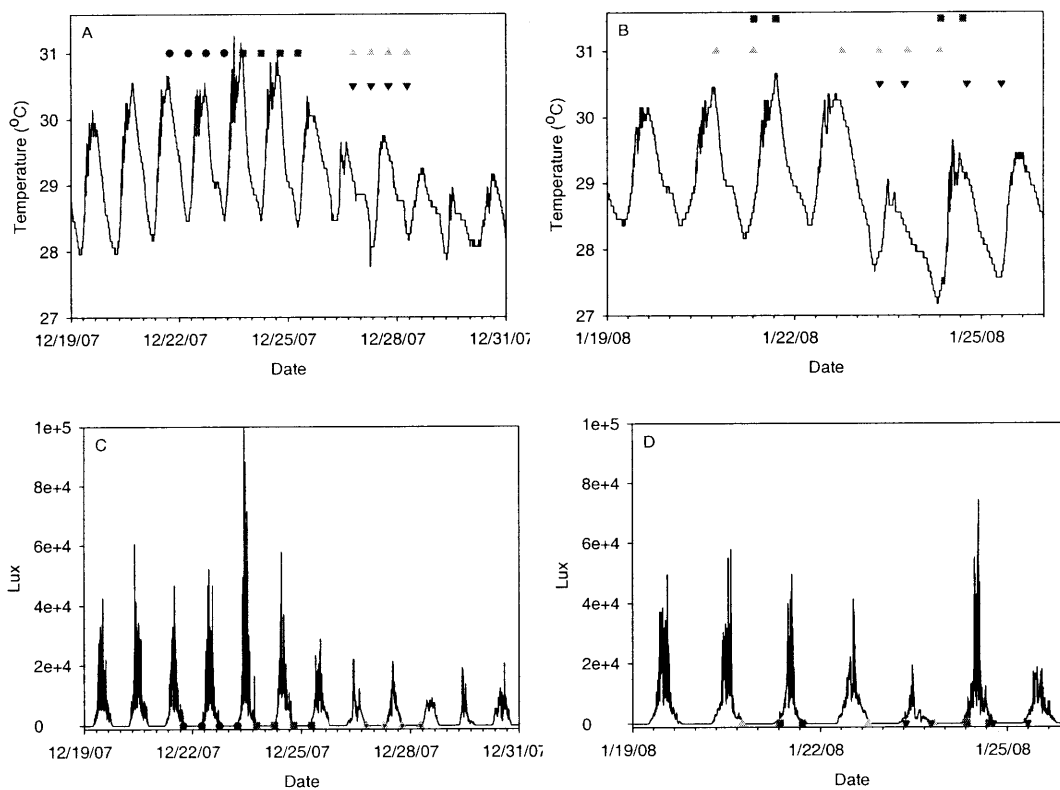 A
31
30
29
28
27
Temperature (°C)
12/19/07 12/22/07 12/25/07 12/28/07 12/31/07
Date
B
31
30
29
28
27
Temperature (°C)
1/19/08 1/22/08 1/25/08
Date
C
1e+5
8e+4
6e+4
4e+4
2e+4
0
Lux
12/19/07 12/22/07 12/25/07 12/28/07 12/31/07
Date
D
1e+5
8e+4
6e+4
4e+4
2e+4
0
Lux
1/19/08 1/22/08 1/25/08
Date